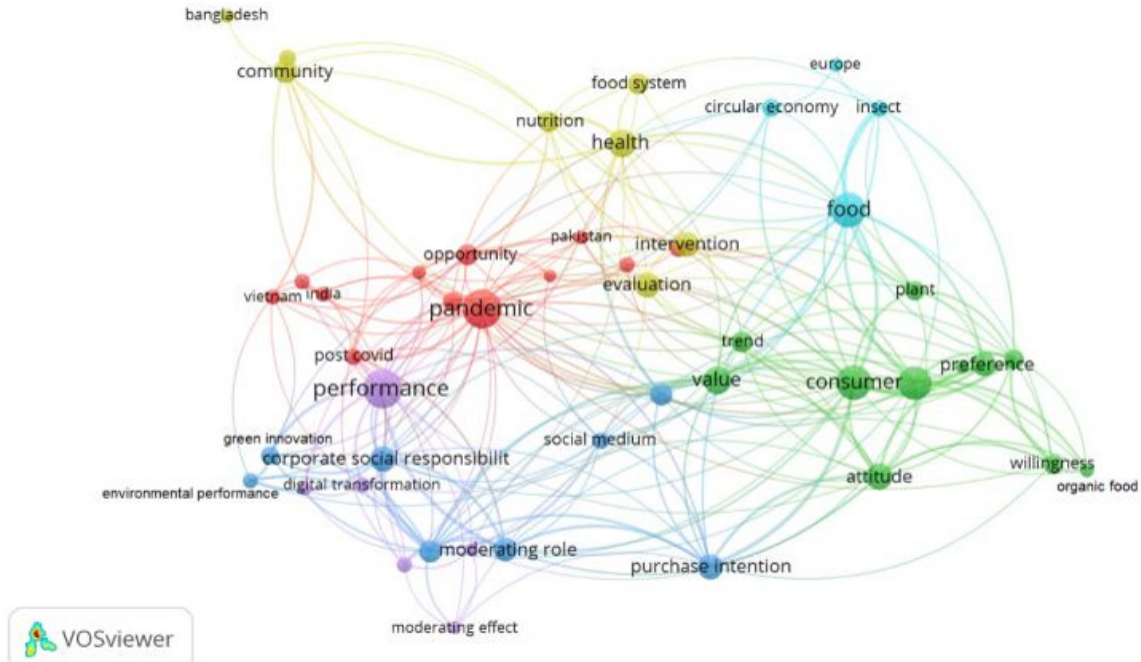 bangladesh
community
europe
food system
circular economy
insect
nutrition
health
food
pakistan
intervention
opportunity
evaluation
plant
vietnam
india
pandemic
trend
post covid
preference
performance
value
consumer
green innovation
social medium
corporate social responsibilit
willingness
attitude
digital transformation
organic food
environmental performance
moderating role
purchase intention
moderating effect
VOSviewer